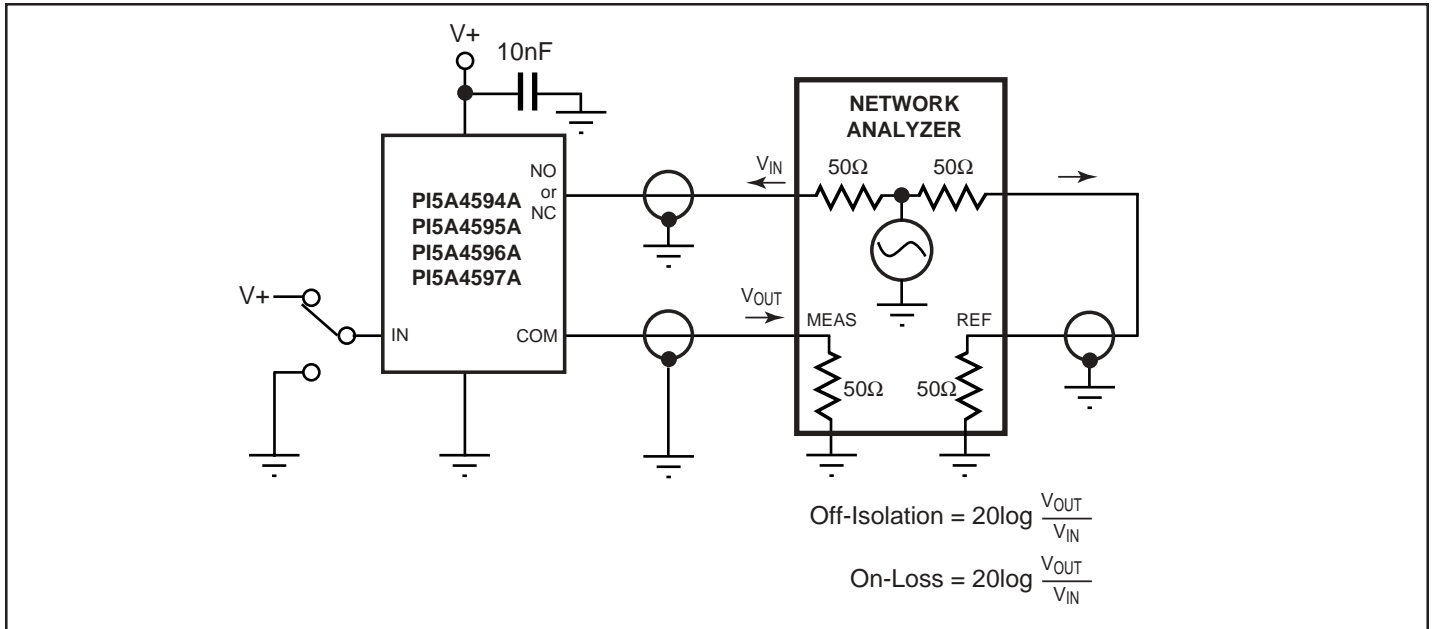 V+
10nF
NETWORK
ANALYZER
NO
or
NC
PI5A4594A
PI5A4595A
PI5A4596A
PI5A4597A
VIN
50Ω
50Ω
V+
IN
COM
VOUT
MEAS
REF
50Ω
50Ω
Off-Isolation = 20log VOUT/VIN
On-Loss = 20log VOUT/VIN